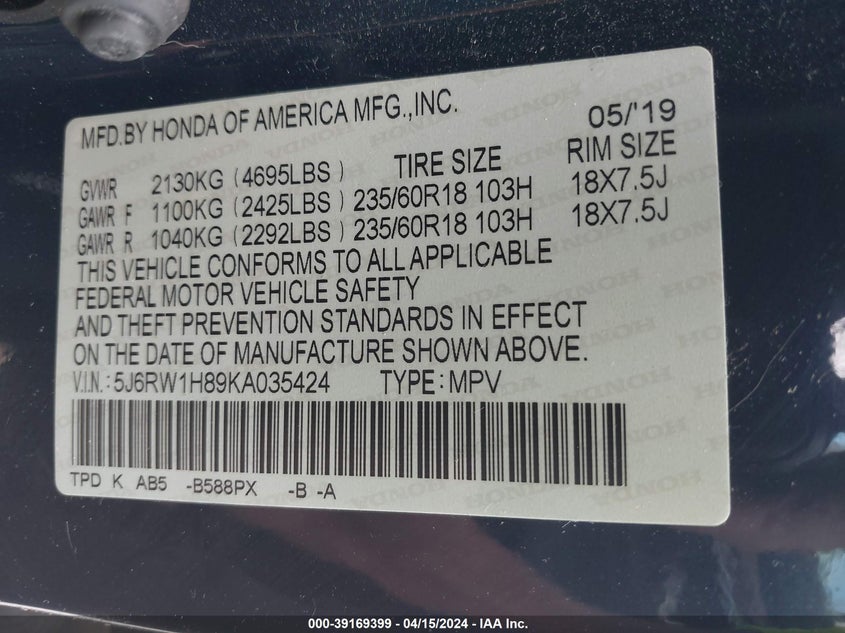 MFD.BY HONDA OF AMERICA MFG.,INC. 05/'19
GVWR 2130KG (4695LBS) TIRE SIZE RIM SIZE
GAWR F 1100KG (2425LBS) 235/60R18 103H 18X7.5J
GAWR R 1040KG (2292LBS) 235/60R18 103H 18X7.5J
THIS VEHICLE CONFORMS TO ALL APPLICABLE
FEDERAL MOTOR VEHICLE SAFETY
AND THEFT PREVENTION STANDARDS IN EFFECT
ON THE DATE OF MANUFACTURE SHOWN ABOVE.
V.I.N.: 5J6RW1H89KA035424 TYPE: MPV
TPD K AB5 -B588PX -B -A
000-39169399 - 04/15/2024 - IAA Inc.